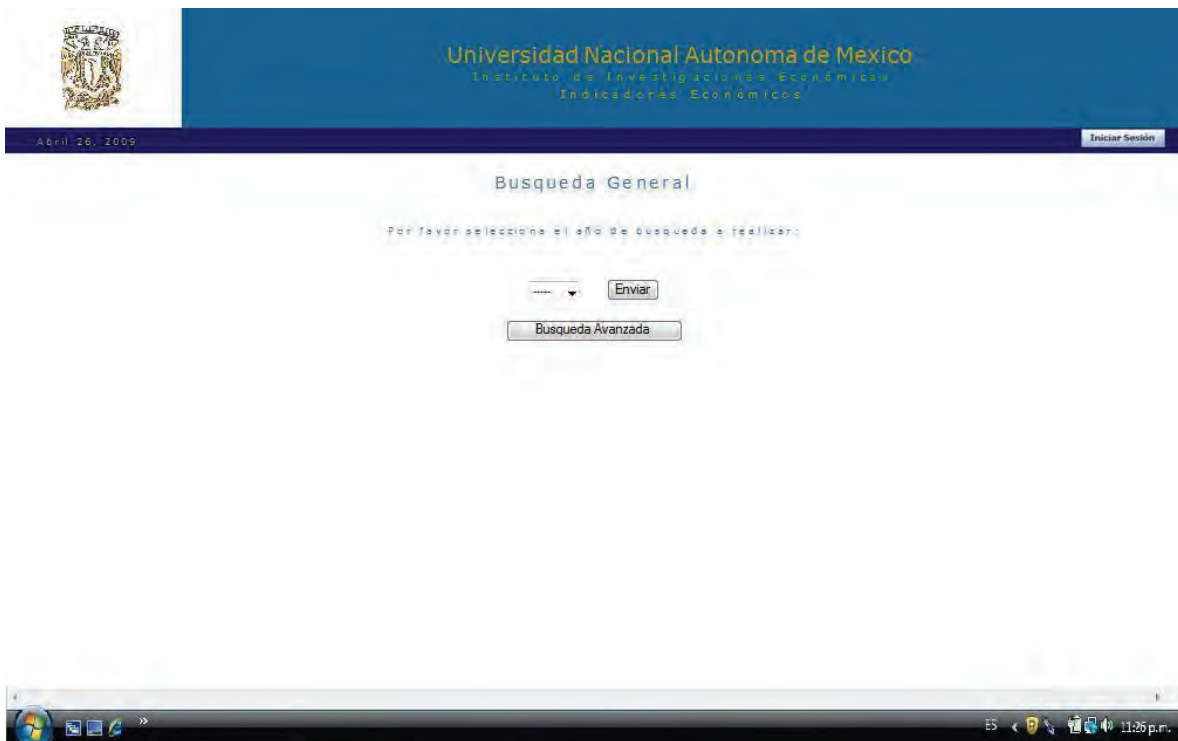 Universidad Nacional Autonoma de Mexico
Instituto de Investigaciones Económicas
Indicadores Económicos
Abril 26, 2009
Iniciar Sesión
Busqueda General
Por favor selecciona el año de busqueda a realizar:
----- Enviar
Busqueda Avanzada
» ES 11:26 p.m.